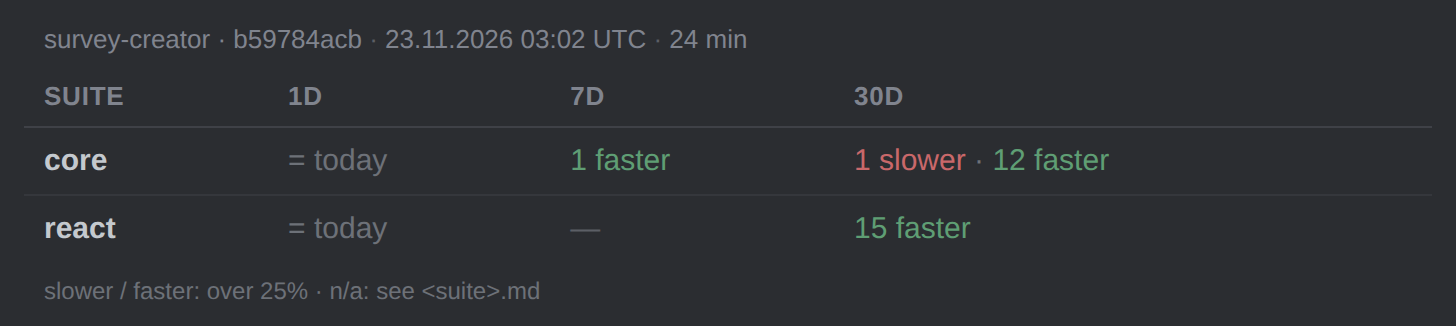 survey-creator · b59784acb · 23.11.2026 03:02 UTC · 24 min
SUITE 1D 7D 30D
core = today 1 faster 1 slower · 12 faster
react = today — 15 faster
slower / faster: over 25% · n/a: see <suite>.md